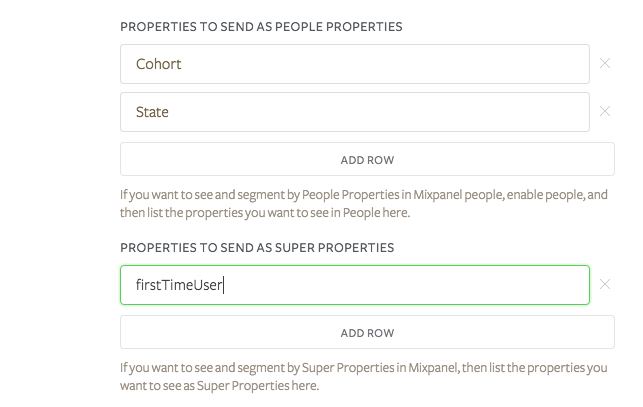 PROPERTIES TO SEND AS PEOPLE PROPERTIES
Cohort
State
ADD ROW
If you want to see and segment by People Properties in Mixpanel people, enable people, and
then list the properties you want to see in People here.
PROPERTIES TO SEND AS SUPER PROPERTIES
firstTimeUser
ADD ROW
If you want to see and segment by Super Properties in Mixpanel, then list the properties you
want to see as Super Properties here.